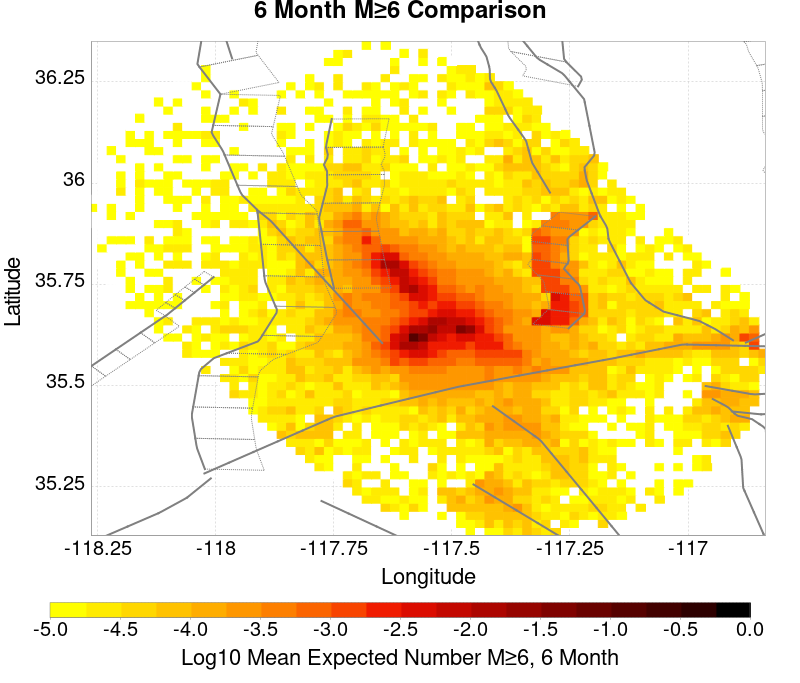 6 Month M≥6 Comparison
36.25
36
35.75
35.5
35.25
Latitude
-118.25 -118 -117.75 -117.5 -117.25 -117
Longitude
-5.0 -4.5 -4.0 -3.5 -3.0 -2.5 -2.0 -1.5 -1.0 -0.5 0.0
Log10 Mean Expected Number M≥6, 6 Month